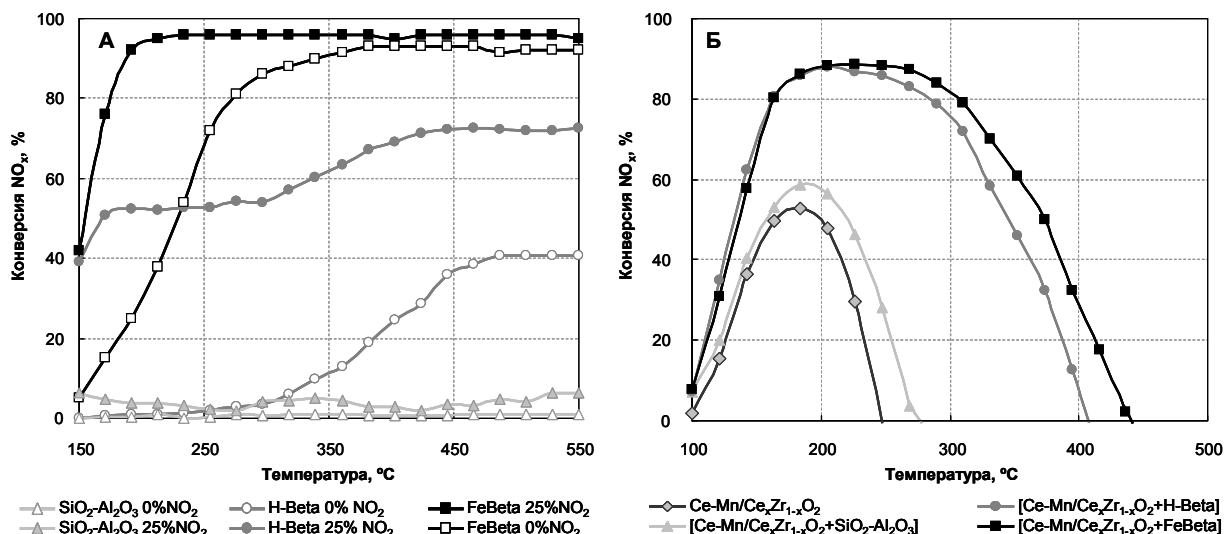 А
Конверсия NOx, %
100
80
60
40
20
0
150 250 350 450 550
Температура, ºC
SiO2-Al2O3 0%NO2 H-Beta 0% NO2 FeBeta 25%NO2
SiO2-Al2O3 25%NO2 H-Beta 25% NO2 FeBeta 0%NO2
Б
Конверсия NOx, %
100
80
60
40
20
0
100 200 300 400 500
Температура, ºC
Ce-Mn/CexZr1-xO2 [Ce-Mn/CexZr1-xO2+H-Beta]
[Ce-Mn/CexZr1-xO2+SiO2-Al2O3] [Ce-Mn/CexZr1-xO2+FeBeta]